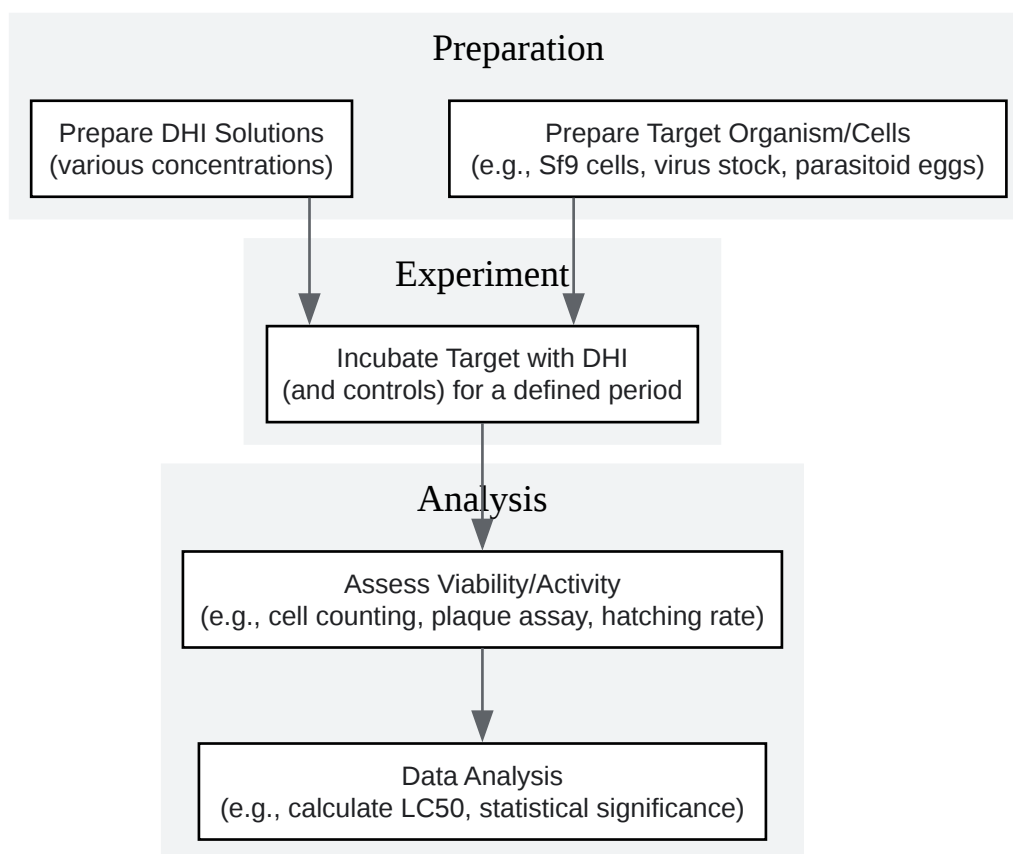 Preparation
Prepare DHI Solutions
(various concentrations)
Prepare Target Organism/Cells
(e.g., Sf9 cells, virus stock, parasitoid eggs)
Experiment
Incubate Target with DHI
(and controls) for a defined period
Analysis
Assess Viability/Activity
(e.g., cell counting, plaque assay, hatching rate)
Data Analysis
(e.g., calculate LC50, statistical significance)